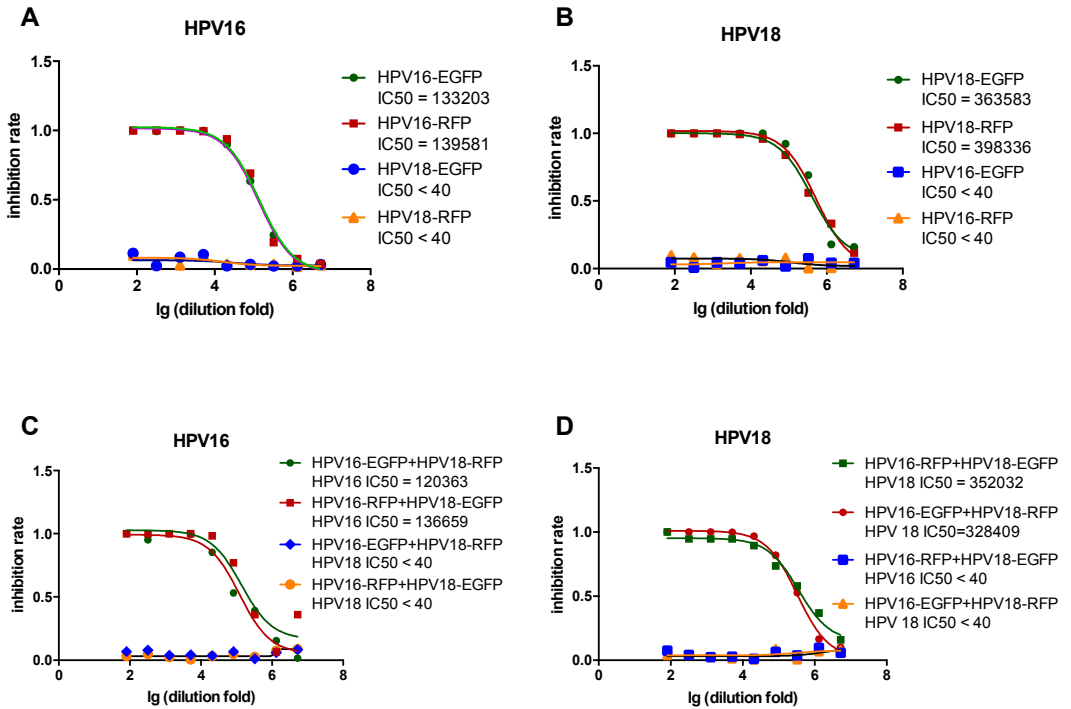 A
HPV16
1.5
1.0
0.5
0.0
0
2
4
6
8
inhibition rate
lg (dilution fold)
HPV16-EGFP
IC50 = 133203
HPV16-RFP
IC50 = 139581
HPV18-EGFP
IC50 < 40
HPV18-RFP
IC50 < 40
B
HPV18
1.5
1.0
0.5
0.0
0
2
4
6
8
inhibition rate
lg (dilution fold)
HPV18-EGFP
IC50 = 363583
HPV18-RFP
IC50 = 398336
HPV16-EGFP
IC50 < 40
HPV16-RFP
IC50 < 40
C
HPV16
1.5
1.0
0.5
0.0
0
2
4
6
8
inhibition rate
lg (dilution fold)
HPV16-EGFP+HPV18-RFP
HPV16 IC50 = 120363
HPV16-RFP+HPV18-EGFP
HPV16 IC50 = 136659
HPV16-EGFP+HPV18-RFP
HPV18 IC50 < 40
HPV16-RFP+HPV18-EGFP
HPV18 IC50 < 40
D
HPV18
1.5
1.0
0.5
0.0
0
2
4
6
8
inhibition rate
lg (dilution fold)
HPV16-RFP+HPV18-EGFP
HPV18 IC50 = 352032
HPV16-EGFP+HPV18-RFP
HPV 18 IC50=328409
HPV16-RFP+HPV18-EGFP
HPV16 IC50 < 40
HPV16-EGFP+HPV18-RFP
HPV 18 IC50 < 40